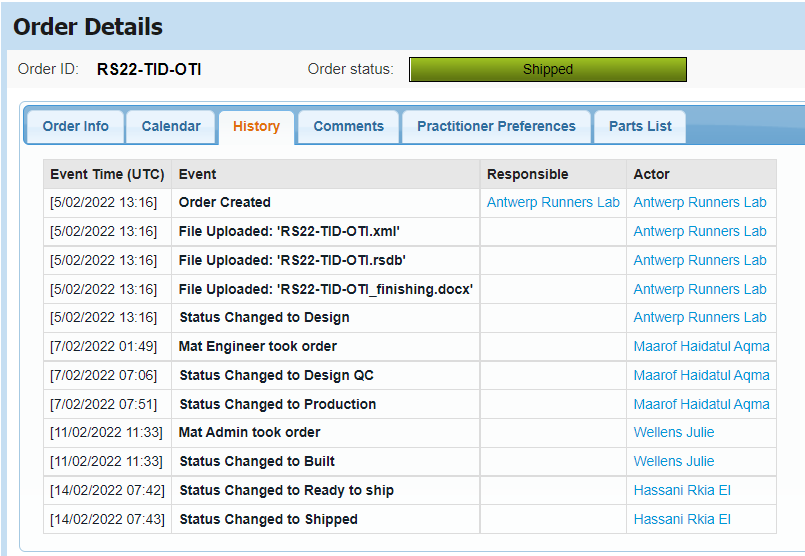 Order Details
Order ID: RS22-TID-OTI Order status: Shipped
Order Info Calendar History Comments Practitioner Preferences Parts List
Event Time (UTC) Event Responsible Actor
[5/02/2022 13:16] Order Created Antwerp Runners Lab Antwerp Runners Lab
[5/02/2022 13:16] File Uploaded: 'RS22-TID-OTI.xml' Antwerp Runners Lab
[5/02/2022 13:16] File Uploaded: 'RS22-TID-OTI.rsdb' Antwerp Runners Lab
[5/02/2022 13:16] File Uploaded: 'RS22-TID-OTI_finishing.docx' Antwerp Runners Lab
[5/02/2022 13:16] Status Changed to Design Antwerp Runners Lab
[7/02/2022 01:49] Mat Engineer took order Maarof Haidatul Aqma
[7/02/2022 07:06] Status Changed to Design QC Maarof Haidatul Aqma
[7/02/2022 07:51] Status Changed to Production Maarof Haidatul Aqma
[11/02/2022 11:33] Mat Admin took order Wellens Julie
[11/02/2022 11:33] Status Changed to Built Wellens Julie
[14/02/2022 07:42] Status Changed to Ready to ship Hassani Rkia El
[14/02/2022 07:43] Status Changed to Shipped Hassani Rkia El